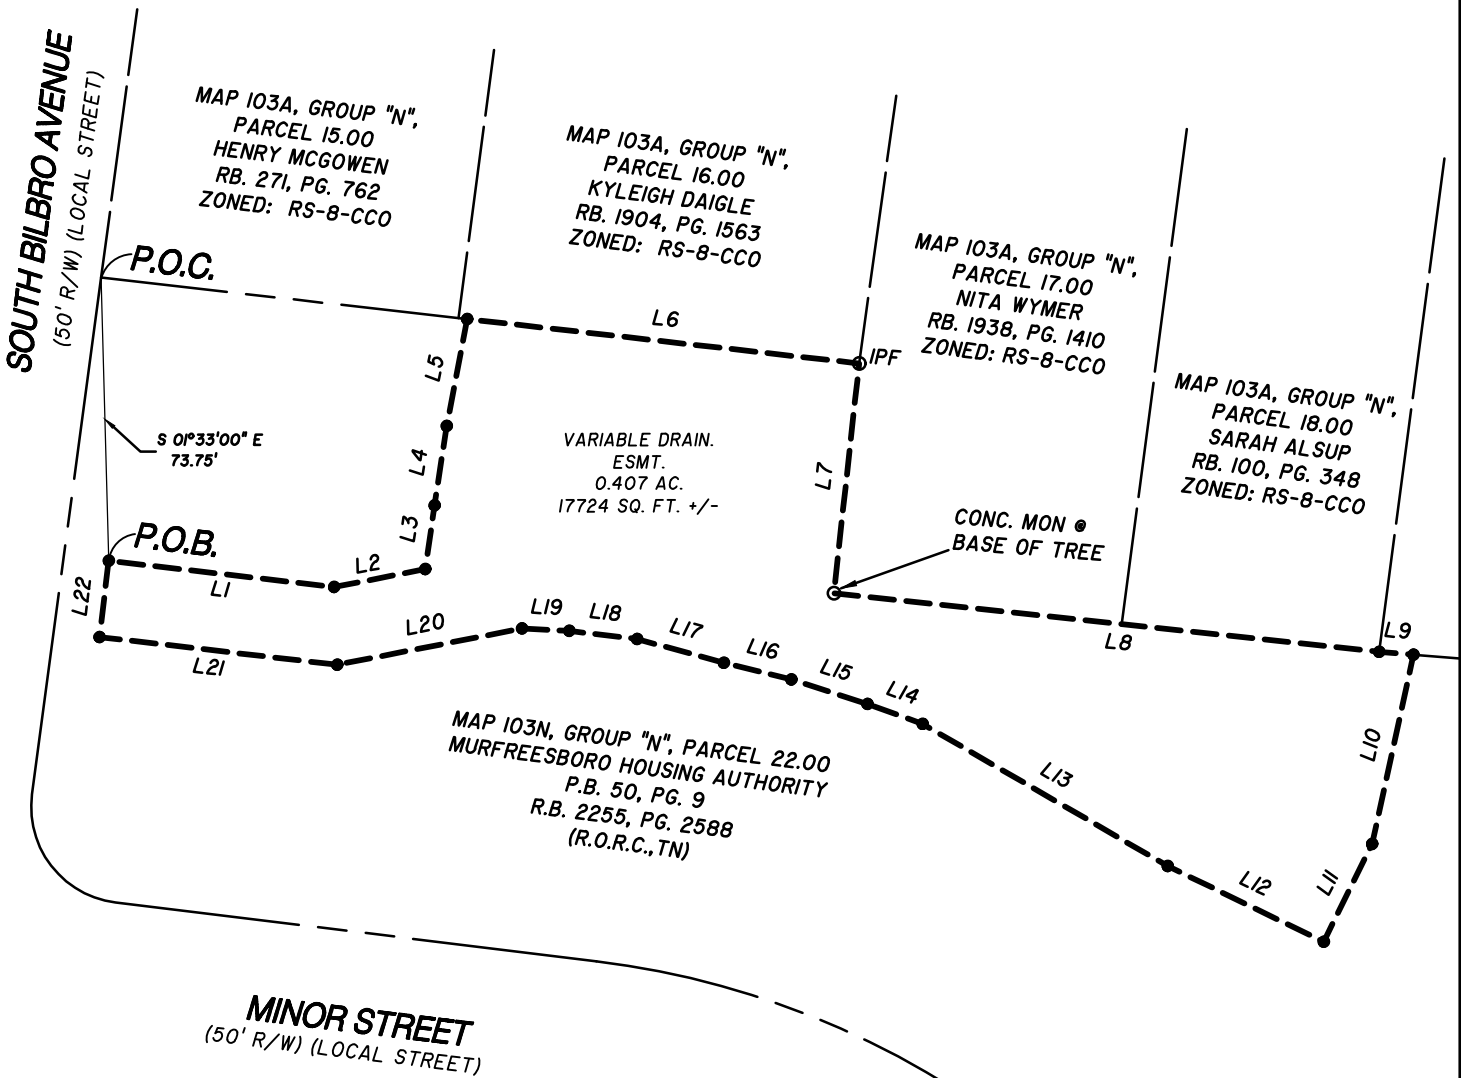 SOUTH BILBRO AVENUE
(50' R/W) (LOCAL STREET)
MAP 103A, GROUP "N",
PARCEL 15.00
HENRY MCGOWEN
RB. 271, PG. 762
ZONED: RS-8-CCO
MAP 103A, GROUP "N",
PARCEL 16.00
KYLEIGH DAIGLE
RB. 1904, PG. 1563
ZONED: RS-8-CCO
MAP 103A, GROUP "N",
PARCEL 17.00
NITA WYMER
RB. 1938, PG. 1410
ZONED: RS-8-CCO
MAP 103A, GROUP "N",
PARCEL 18.00
SARAH ALSUP
RB. 100, PG. 348
ZONED: RS-8-CCO
P.O.C.
L6
IPF
L5
S 01°33'00" E
73.75'
L4
VARIABLE DRAIN.
ESMT.
0.407 AC.
17724 SQ. FT. +/-
L7
L3
CONC. MON @
BASE OF TREE
P.O.B.
L2
L1
L22
L21
L20
L19
L18
L17
L16
L15
L14
L8
L9
L10
L13
L11
L12
MAP 103N, GROUP "N", PARCEL 22.00
MURFREESBORO HOUSING AUTHORITY
P.B. 50, PG. 9
R.B. 2255, PG. 2588
(R.O.R.C.,TN)
MINOR STREET
(50' R/W) (LOCAL STREET)